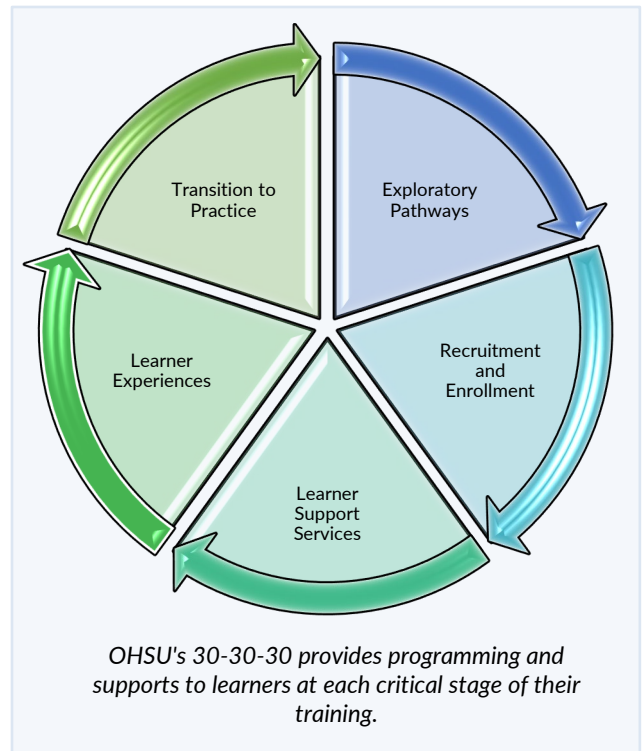 Transition to
Practice
Exploratory
Pathways
Learner
Experiences
Recruitment
and
Enrollment
Learner
Support
Services
OHSU's 30-30-30 provides programming and
supports to learners at each critical stage of their
training.